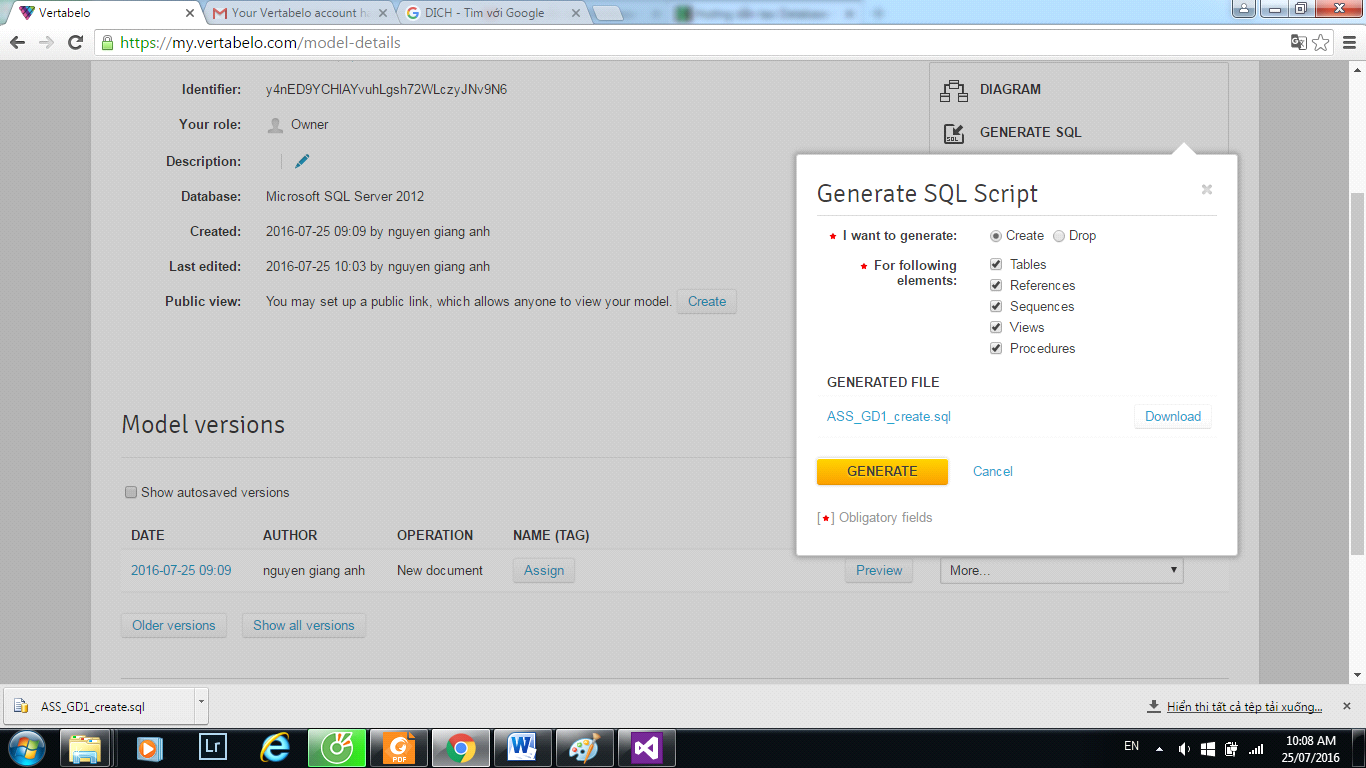 Vertabelo
Your Vertabelo account ha
DICH - Tìm với Google
https://my.vertabelo.com/model-details
Identifier: y4nED9YCHIAYvuhLgsh72WLczyJNv9N6
Your role: Owner
Description:
Database: Microsoft SQL Server 2012
Created: 2016-07-25 09:09 by nguyen giang anh
Last edited: 2016-07-25 10:03 by nguyen giang anh
Public view: You may set up a public link, which allows anyone to view your model. Create
DIAGRAM
SQL GENERATE SQL
Generate SQL Script
I want to generate: Create Drop
For following elements:
Tables
References
Sequences
Views
Procedures
GENERATED FILE
ASS_GD1_create.sql Download
GENERATE Cancel
[*] Obligatory fields
Model versions
Show autosaved versions
DATE AUTHOR OPERATION NAME (TAG)
2016-07-25 09:09 nguyen giang anh New document Assign Preview More...
Older versions Show all versions
ASS_GD1_create.sql
Hiển thị tất cả tệp tải xuống...
Lr
PDF
EN
10:08 AM
25/07/2016